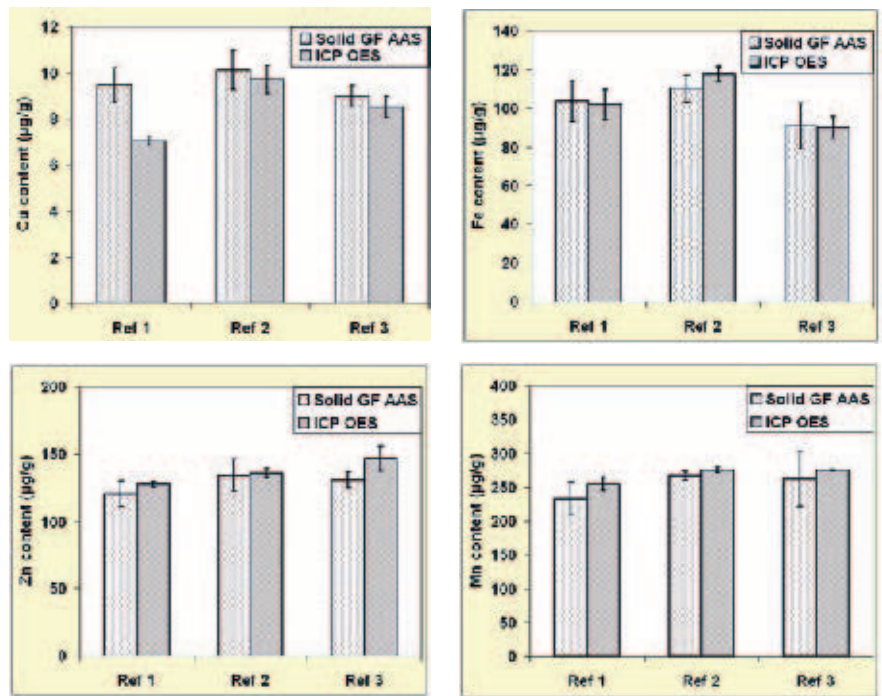 12
10
8
6
4
2
0
Cu content (µg/g)
Solid GF AAS
ICP OES
Ref 1 Ref 2 Ref 3
140
120
100
80
60
40
20
0
Fe content (µg/g)
Solid GF AAS
ICP OES
Ref 1 Ref 2 Ref 3
200
150
100
50
0
Zn content (µg/g)
Solid GF AAS
ICP OES
Ref 1 Ref 2 Ref 3
400
350
300
250
200
150
100
50
0
Mn content (µg/g)
Solid GF AAS
ICP OES
Ref 1 Ref 2 Ref 3